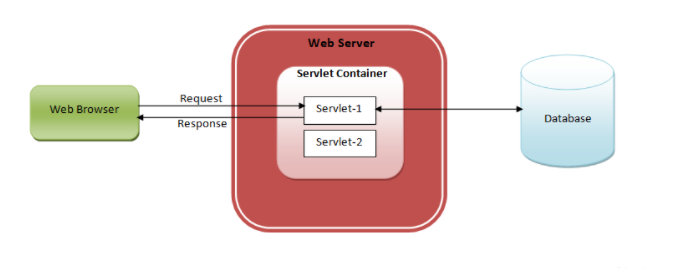 Web Server
Servlet Container
Web Browser
Request
Response
Servlet-1
Servlet-2
Database